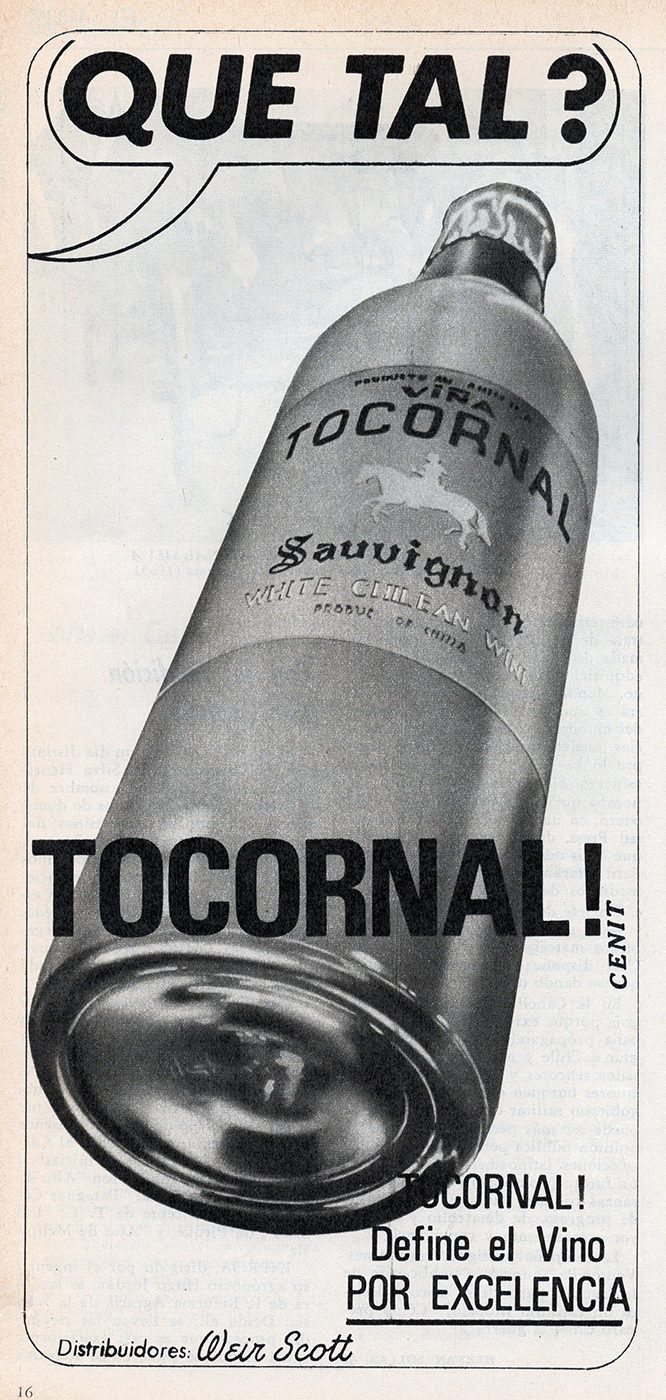 QUE TAL?
VIÑA
TOCORNAL
Sauvignon
WHITE CHILEAN WINE
TOCORNAL!
CENIT
TOCORNAL!
Define el Vino
POR EXCELENCIA
Distribuidores: Weir Scott
16